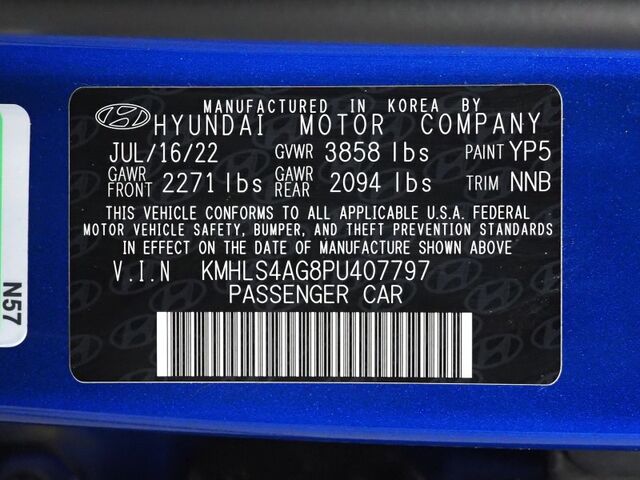 MANUFACTURED IN KOREA BY
HYUNDAI MOTOR COMPANY
JUL/16/22 GVWR 3858 lbs PAINT YP5
GAWR FRONT 2271 lbs GAWR REAR 2094 lbs TRIM NNB
THIS VEHICLE CONFORMS TO ALL APPLICABLE U.S.A. FEDERAL
MOTOR VEHICLE SAFETY, BUMPER, AND THEFT PREVENTION STANDARDS
IN EFFECT ON THE DATE OF MANUFACTURE SHOWN ABOVE
V.I.N KMHLS4AG8PU407797
PASSENGER CAR
N57